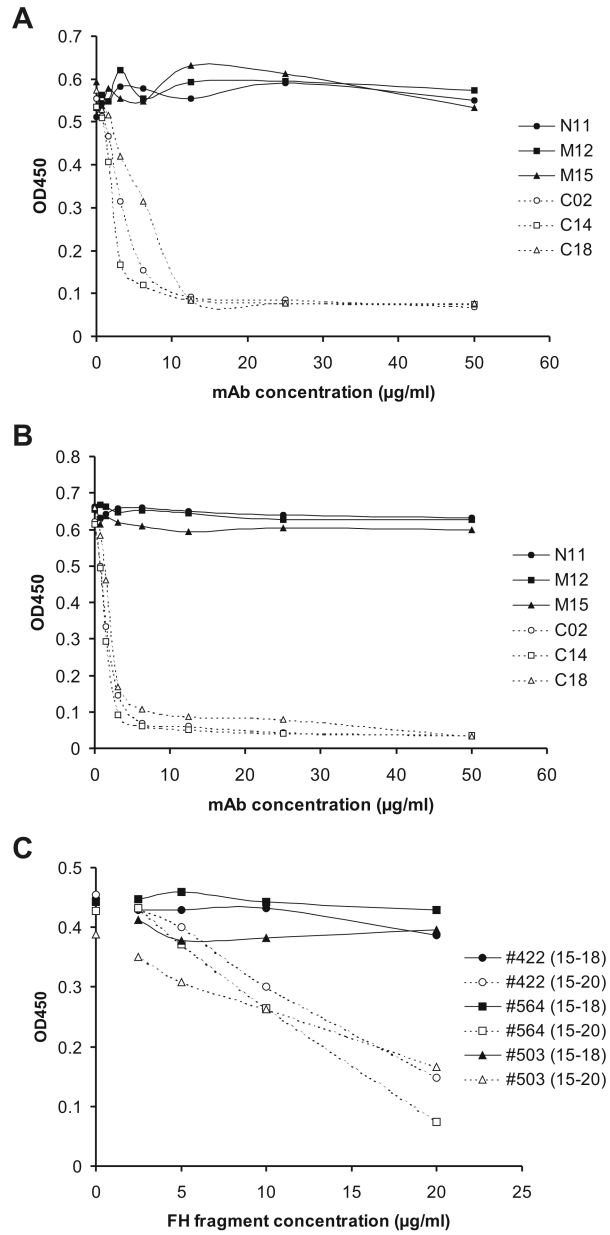 A
0.7
0.6
0.5
0.4
0.3
0.2
0.1
0
OD450
0 10 20 30 40 50 60
mAb concentration (µg/ml)
N11
M12
M15
C02
C14
C18
B
0.8
0.7
0.6
0.5
0.4
0.3
0.2
0.1
0
OD450
0 10 20 30 40 50 60
mAb concentration (µg/ml)
N11
M12
M15
C02
C14
C18
C
0.5
0.4
0.3
0.2
0.1
0
OD450
0 5 10 15 20 25
FH fragment concentration (µg/ml)
#422 (15-18)
#422 (15-20)
#564 (15-18)
#564 (15-20)
#503 (15-18)
#503 (15-20)